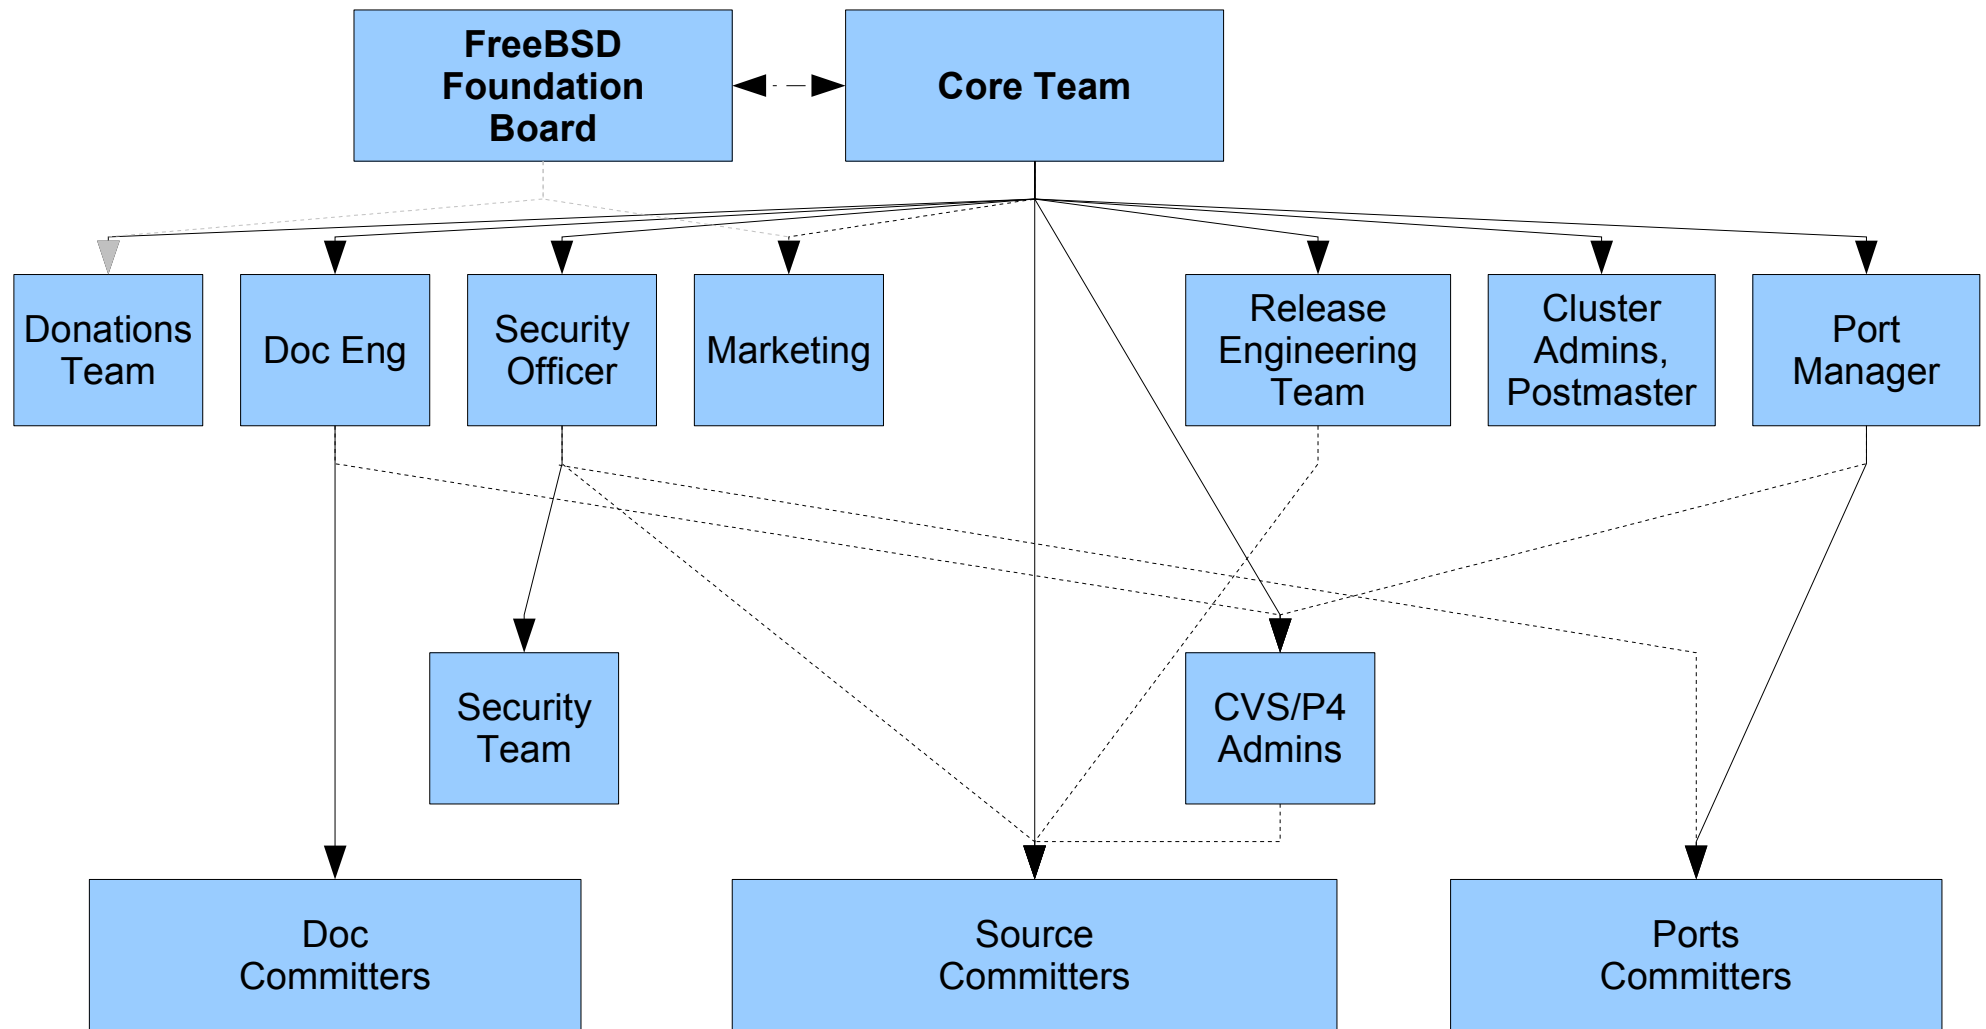 FreeBSD
Foundation
Board
Core Team
Donations
Team
Doc Eng
Security
Officer
Marketing
Release
Engineering
Team
Cluster
Admins,
Postmaster
Port
Manager
Security
Team
CVS/P4
Admins
Doc
Committers
Source
Committers
Ports
Committers